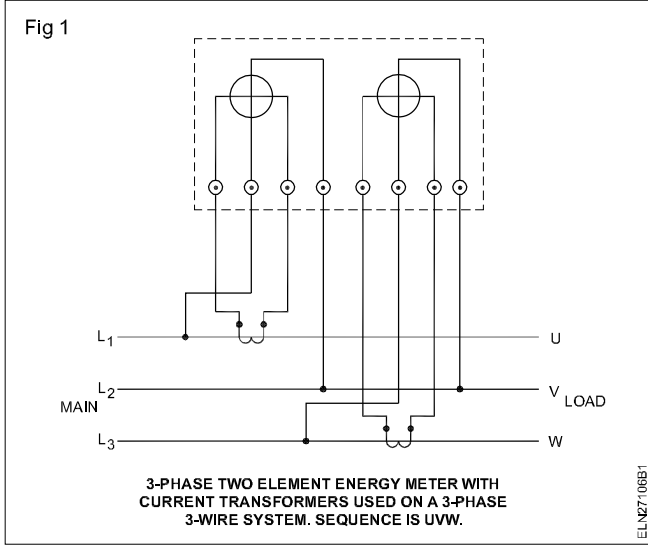 Fig 1
L1
U
L2
V
MAIN
LOAD
L3
W
3-PHASE TWO ELEMENT ENERGY METER WITH
CURRENT TRANSFORMERS USED ON A 3-PHASE
3-WIRE SYSTEM. SEQUENCE IS UVW.
ELN27106B1